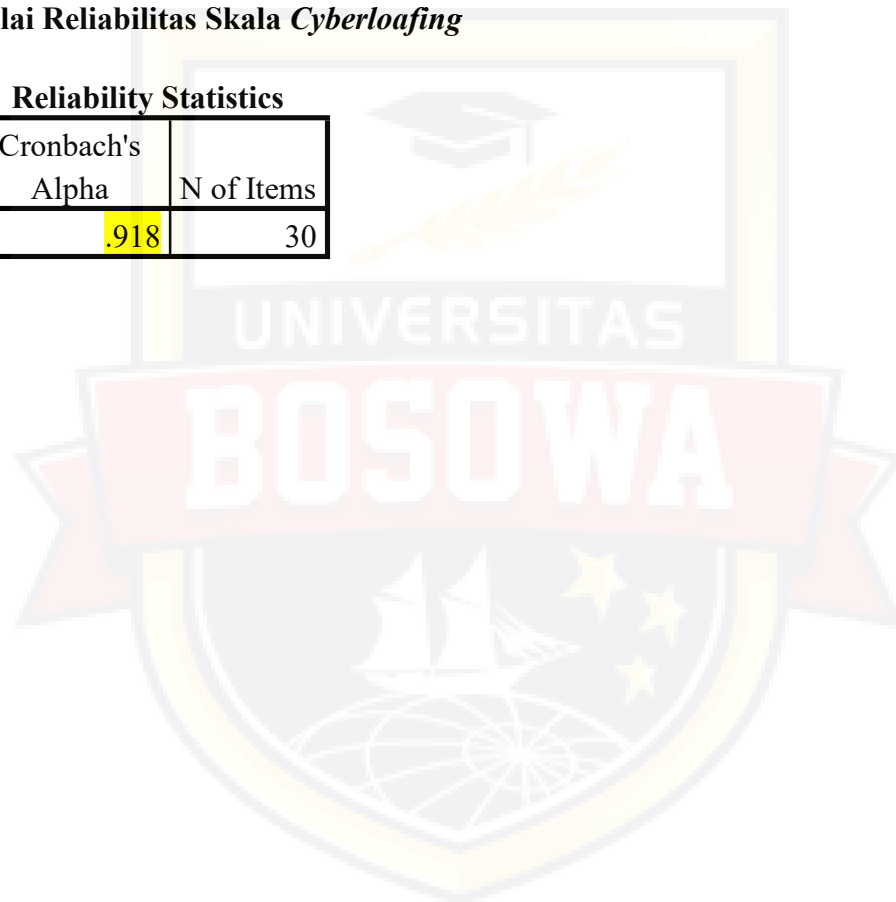 lai Reliabilitas Skala Cyberloafing
Reliability Statistics
Cronbach's
Alpha
N of Items
.918
30
UNIVERSITAS
BOSOWA